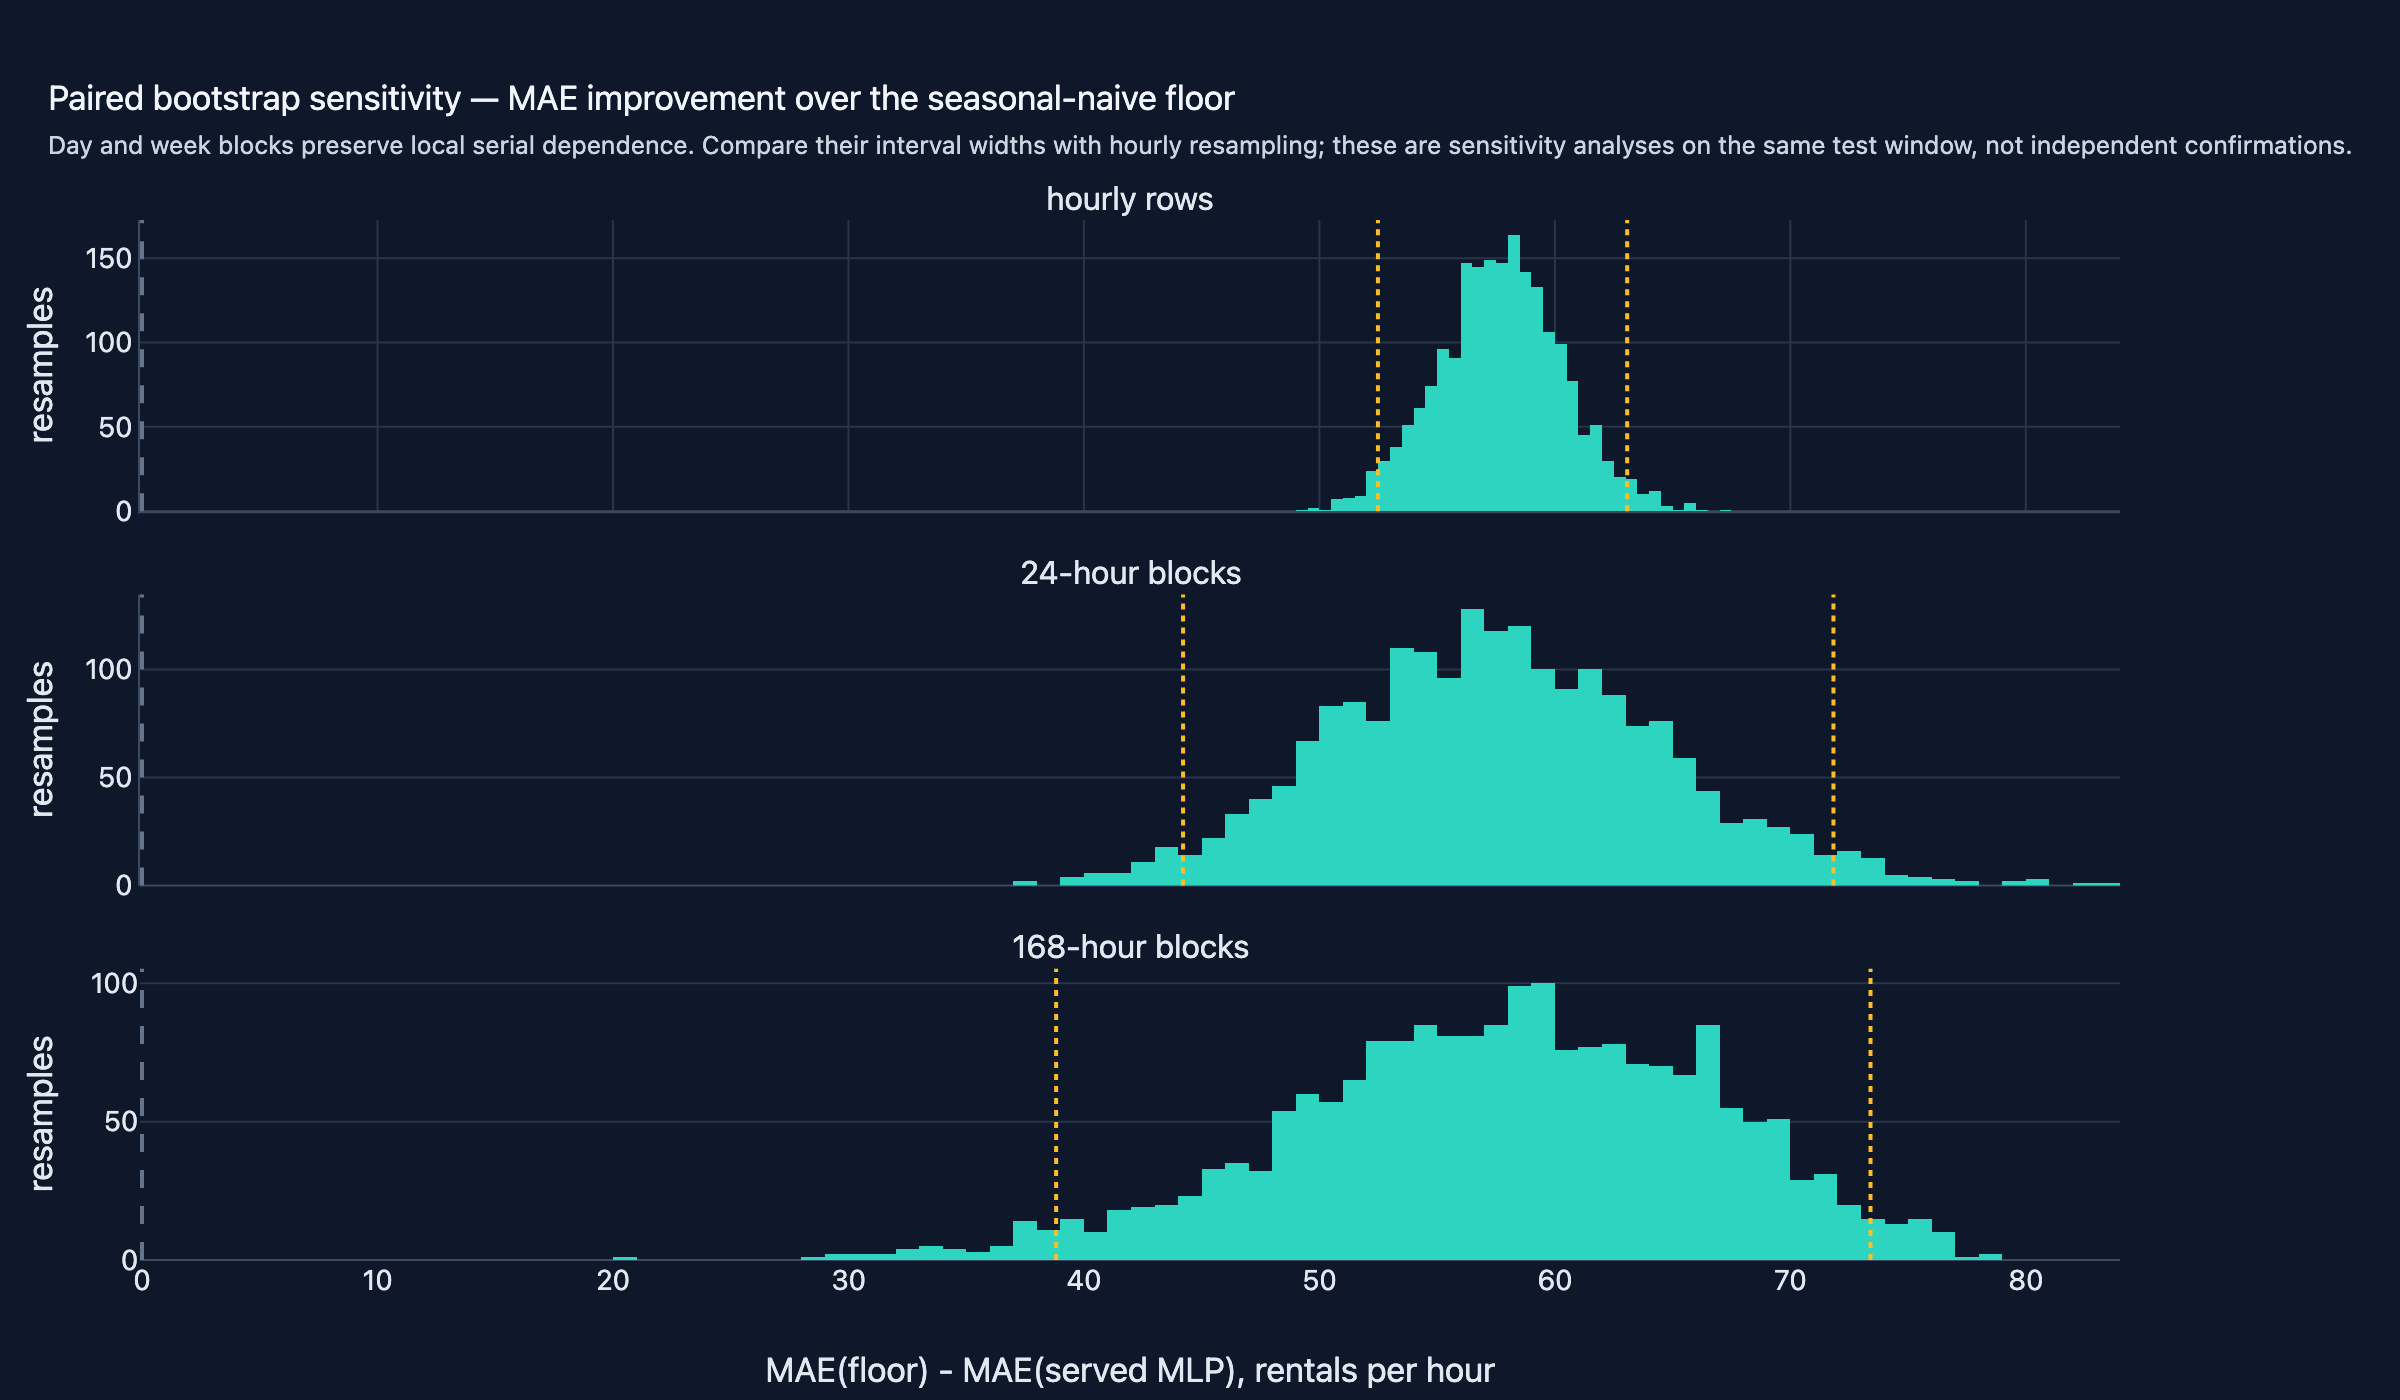 Paired bootstrap sensitivity — MAE improvement over the seasonal-naive floor
Day and week blocks preserve local serial dependence. Compare their interval widths with hourly resampling; these are sensitivity analyses on the same test window, not independent confirmations.
hourly rows
150
100
50
0
resamples
24-hour blocks
100
50
0
resamples
168-hour blocks
100
50
0
resamples
0 10 20 30 40 50 60 70 80
MAE(floor) - MAE(served MLP), rentals per hour